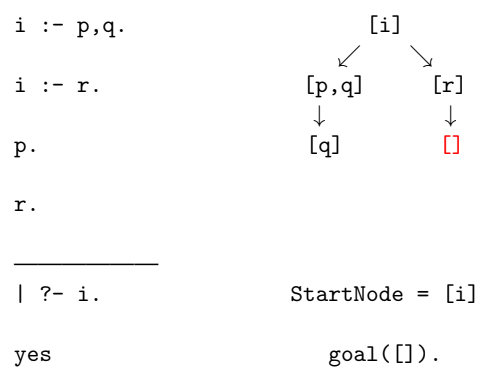 i :- p,q. [i]
i :- r. [p,q] [r]
p. [q] []
r.
| ?- i. StartNode = [i]
yes goal([]).